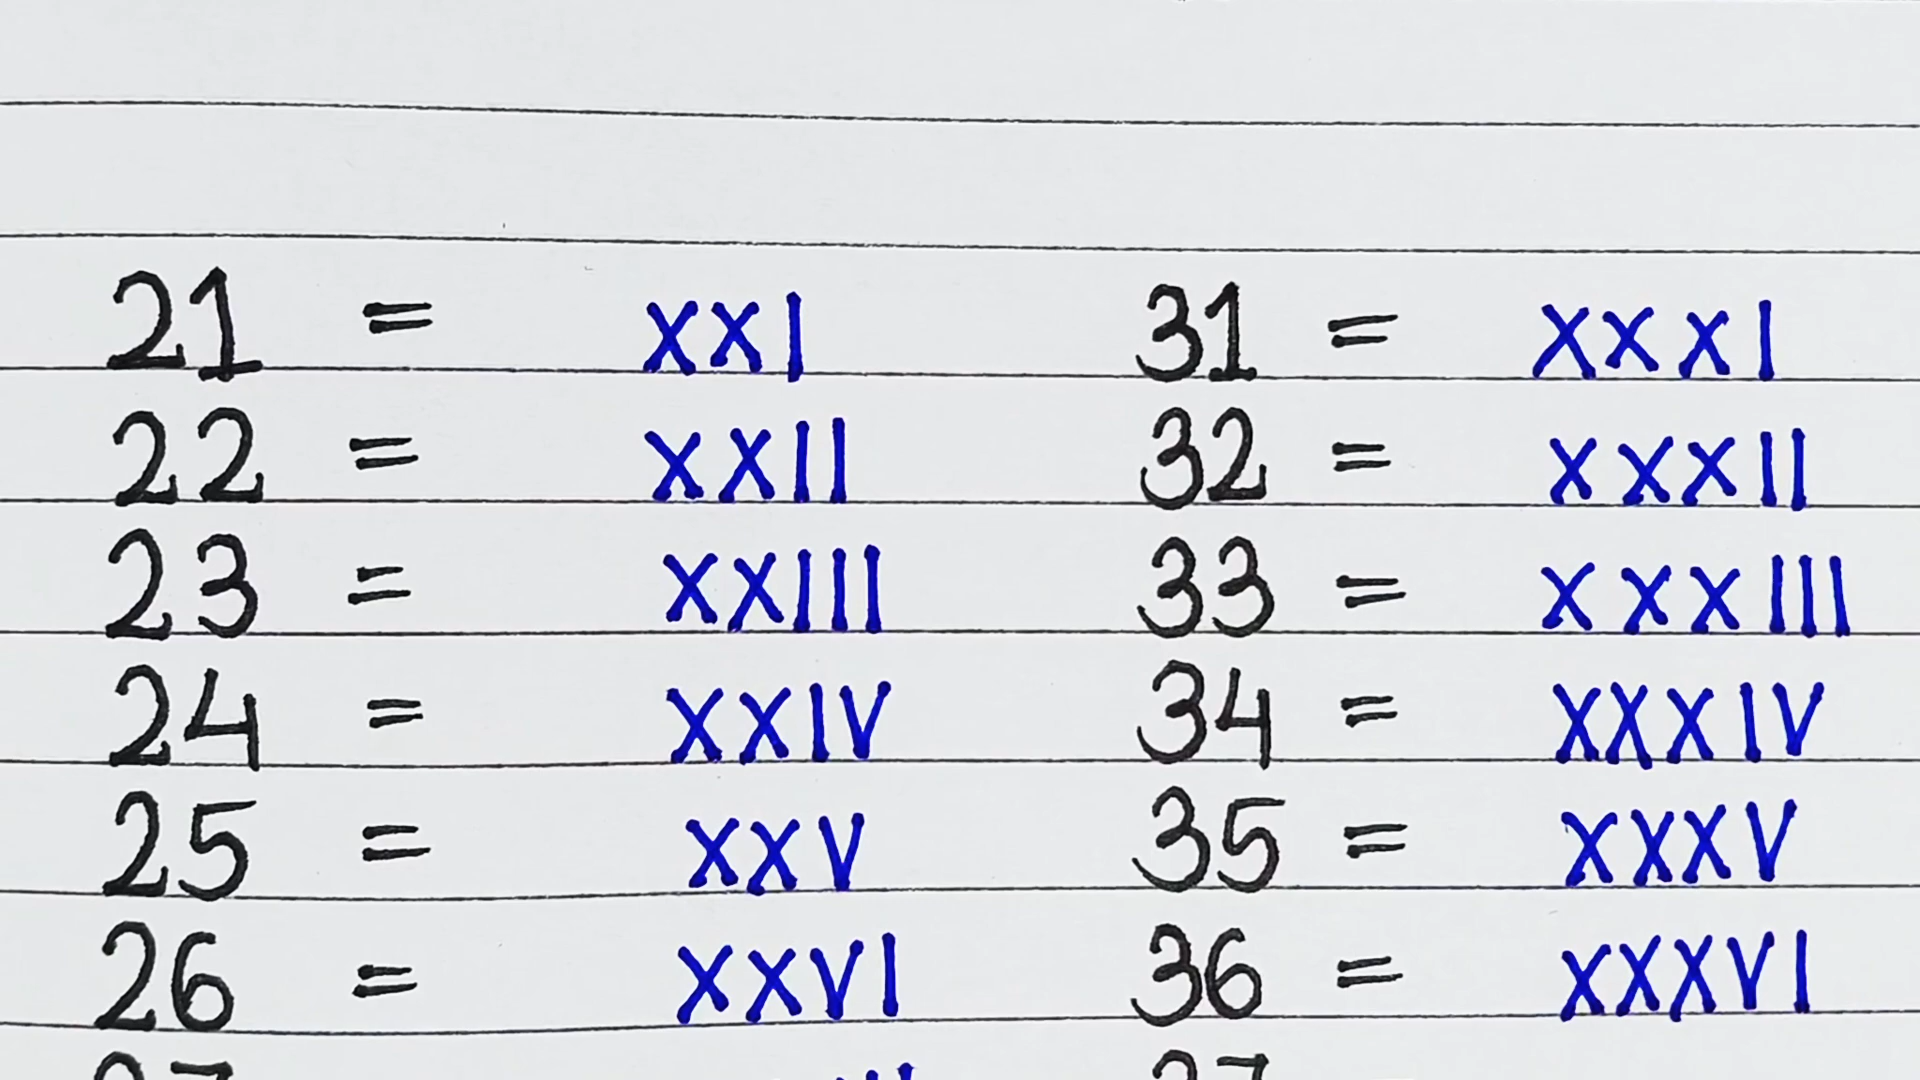 21 = XXI 31 = XXXI
22 = XXII 32 = XXXII
23 = XXIII 33 = XXXIII
24 = XXIV 34 = XXXIV
25 = XXV 35 = XXXV
26 = XXVI 36 = XXXVI